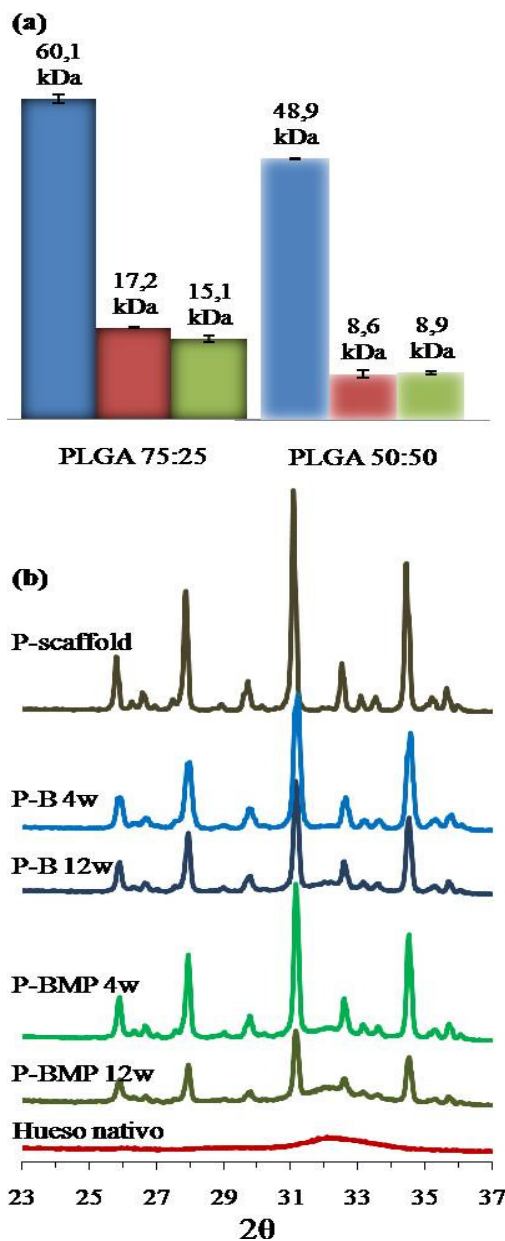 (a)
60,1
kDa
48,9
kDa
17,2
kDa
15,1
kDa
8,6
kDa
8,9
kDa
PLGA 75:25
PLGA 50:50
(b)
P-scaffold
P-B 4w
P-B 12w
P-BMP 4w
P-BMP 12w
Hueso nativo
23 25 27 29 31 33 35 37
2θ